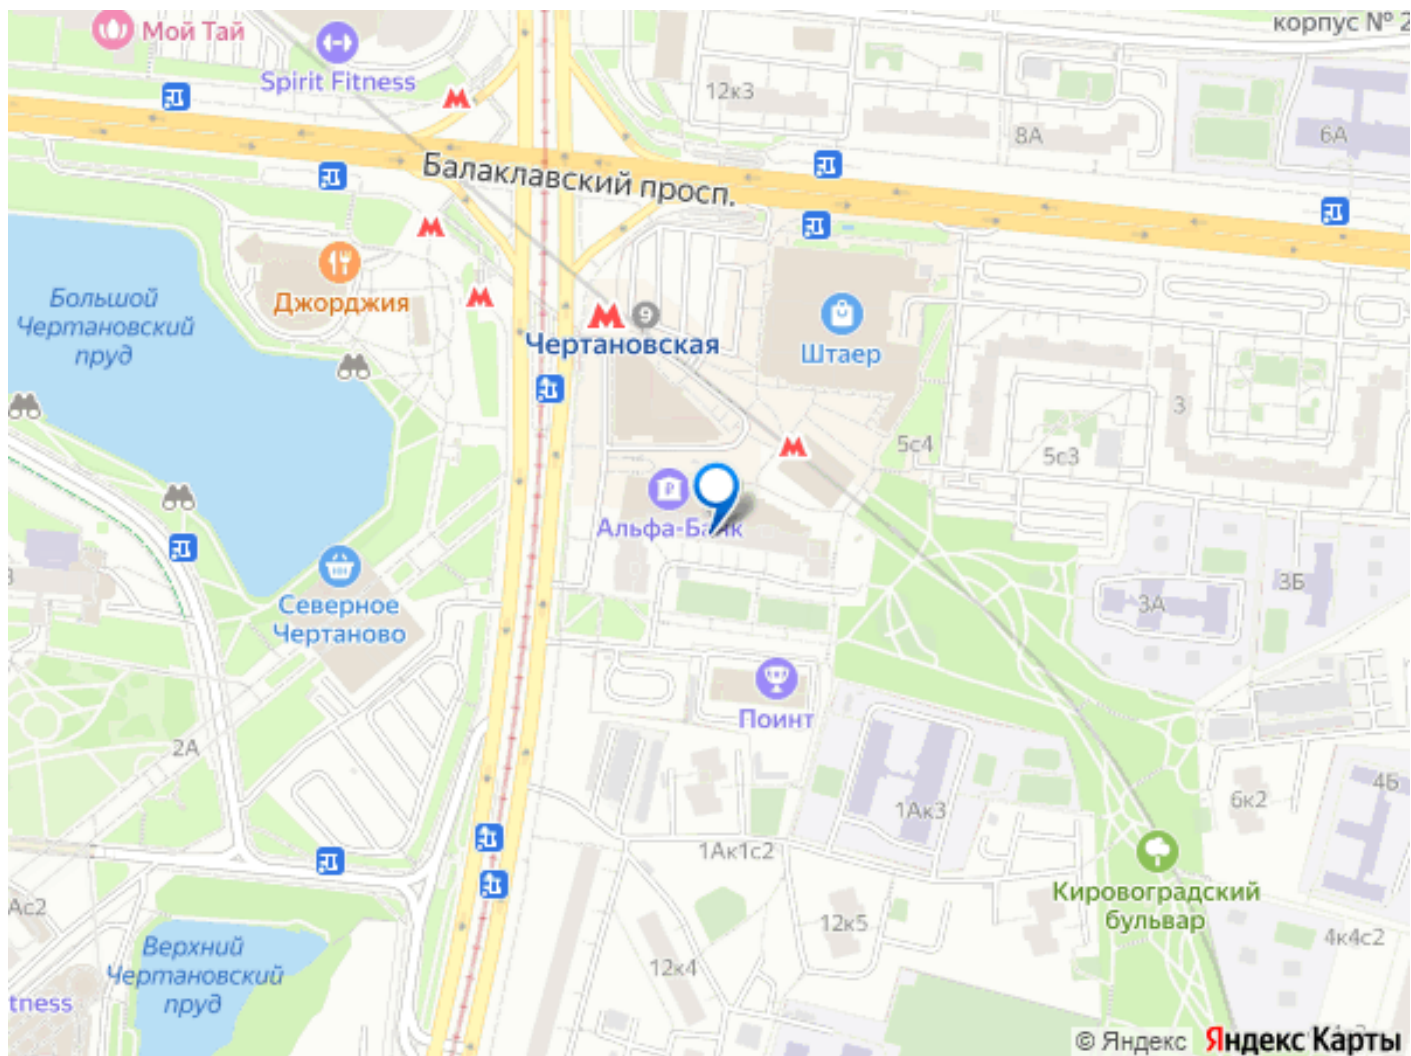 корпус № 2
Мой Тай
Spirit Fitness
12к3
8А
6А
Балаклавский просп.
Большой
Чертановский
пруд
Джорджия
9
Чертановская
Штаер
3
5с4
5с3
Альфа-Банк
Северное
Чертаново
3А
3Б
Поинт
2А
1Ак3
6к2
4Б
1Ак1с2
Кировоградский
бульвар
Ас2
12к5
4к4с2
Верхний
Чертановский
пруд
12к4
tness
© Яндекс Яндекс Карты